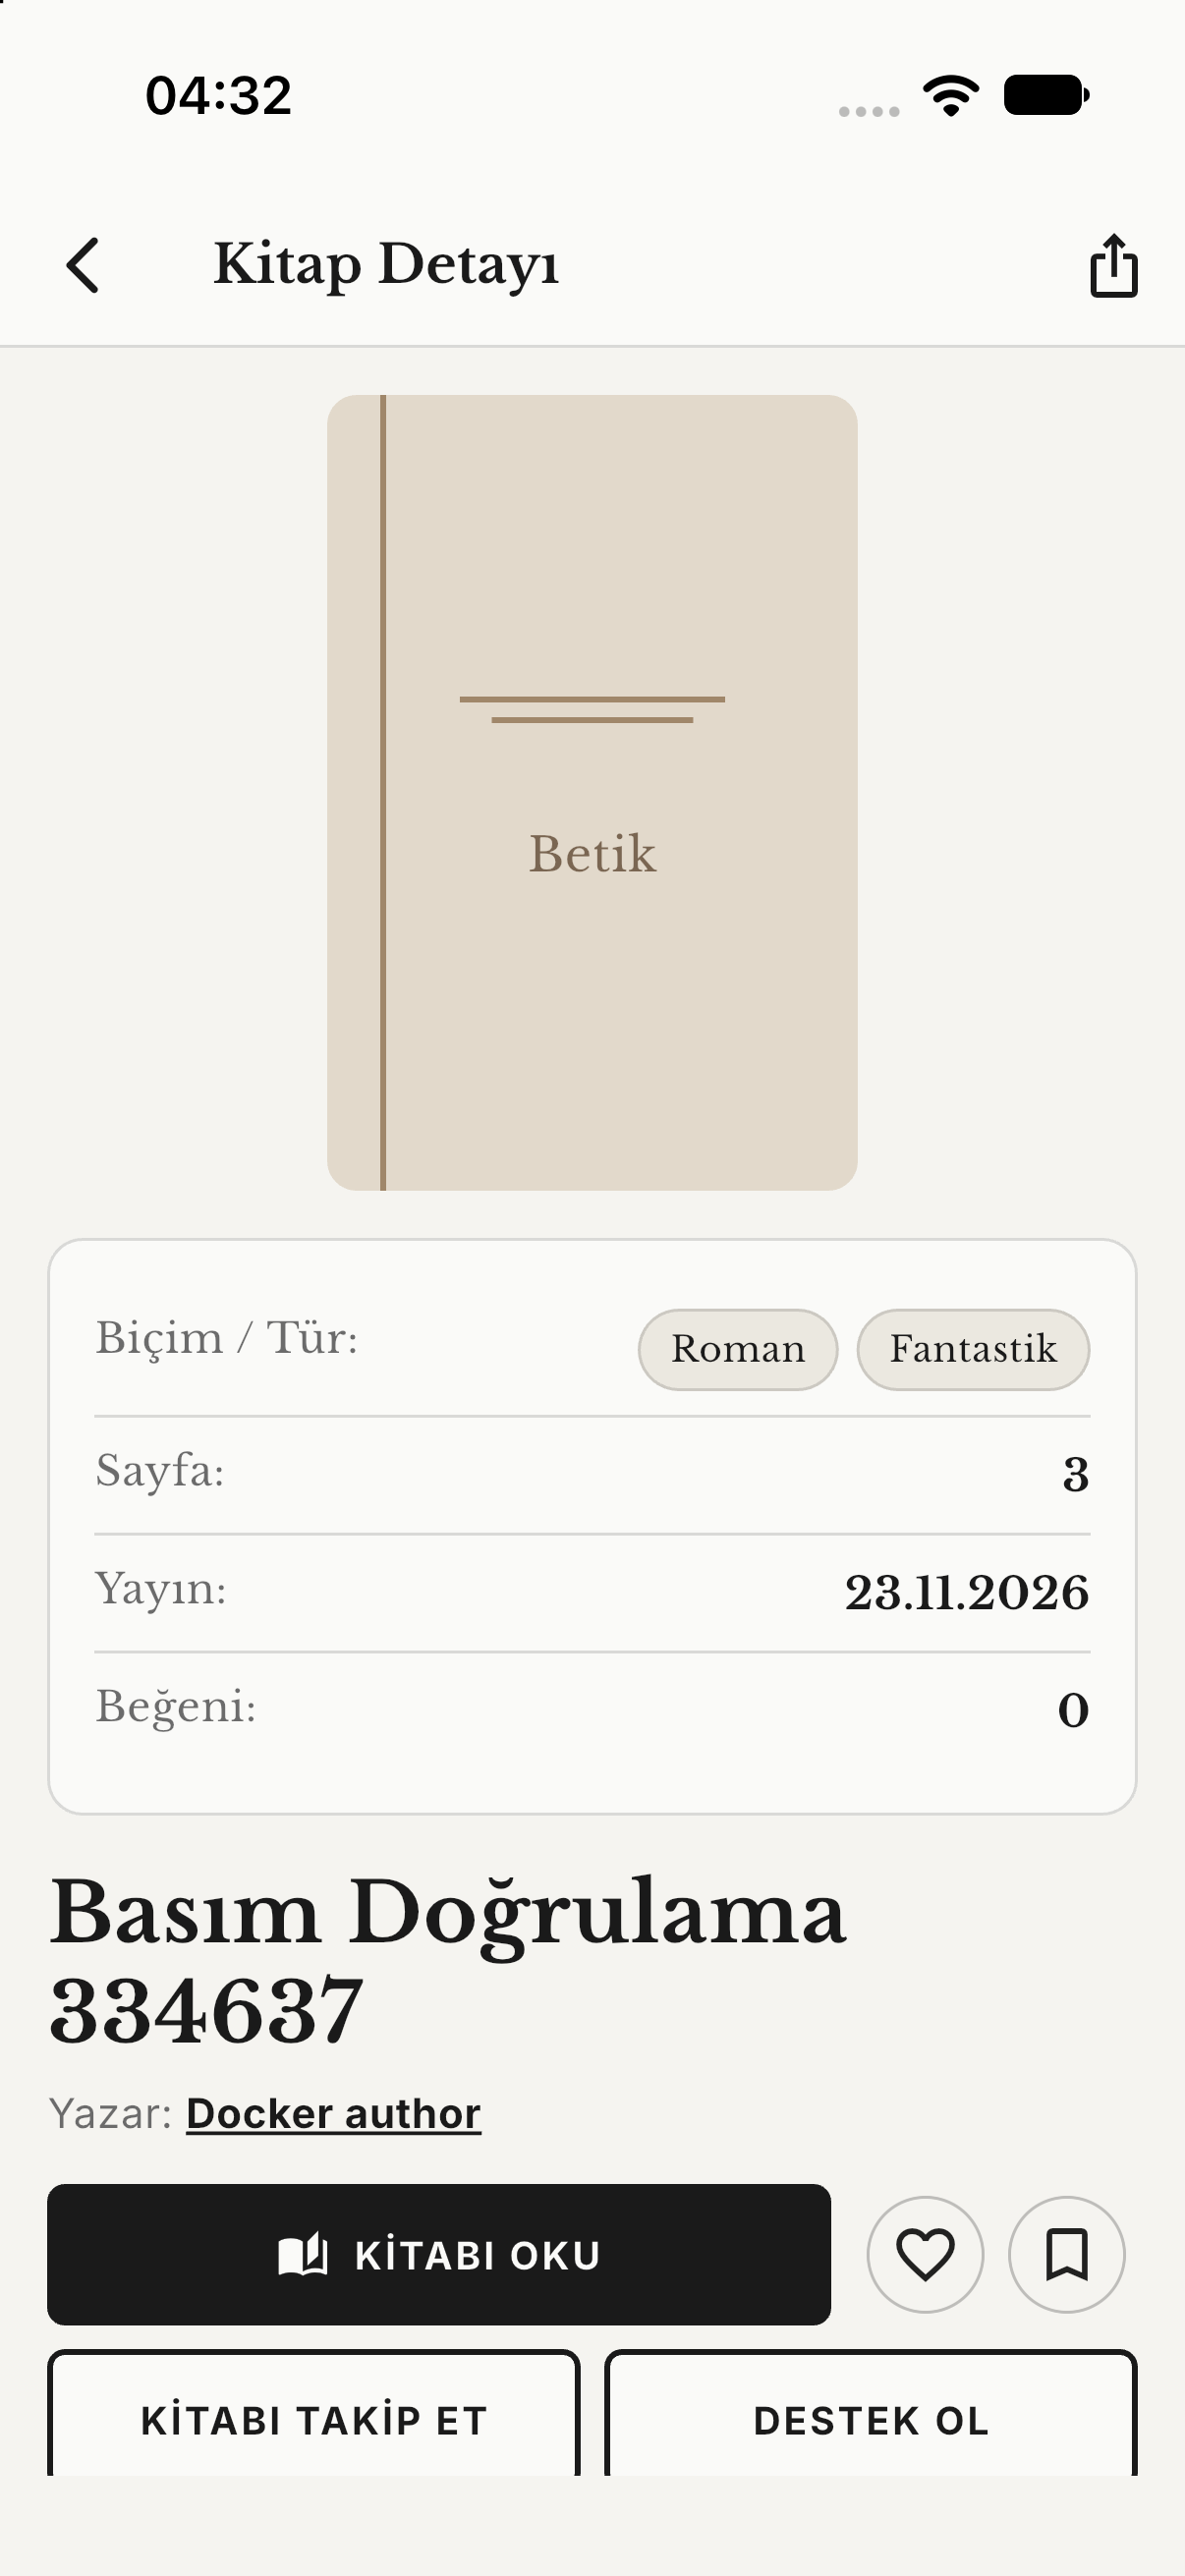 04:32
Kitap Detayı
Betik
Biçim / Tür: Roman Fantastik
Sayfa: 3
Yayın: 23.11.2026
Beğeni: 0
Basım Doğrulama
334637
Yazar: Docker author
KİTABI OKU
KİTABI TAKİP ET DESTEK OL